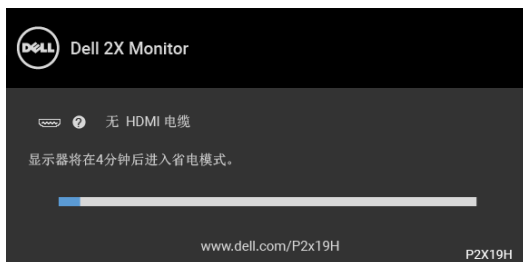 DELL Dell 2X Monitor
? 无 HDMI 电缆
显示器将在4分钟后进入省电模式。
www.dell.com/P2x19H
P2X19H